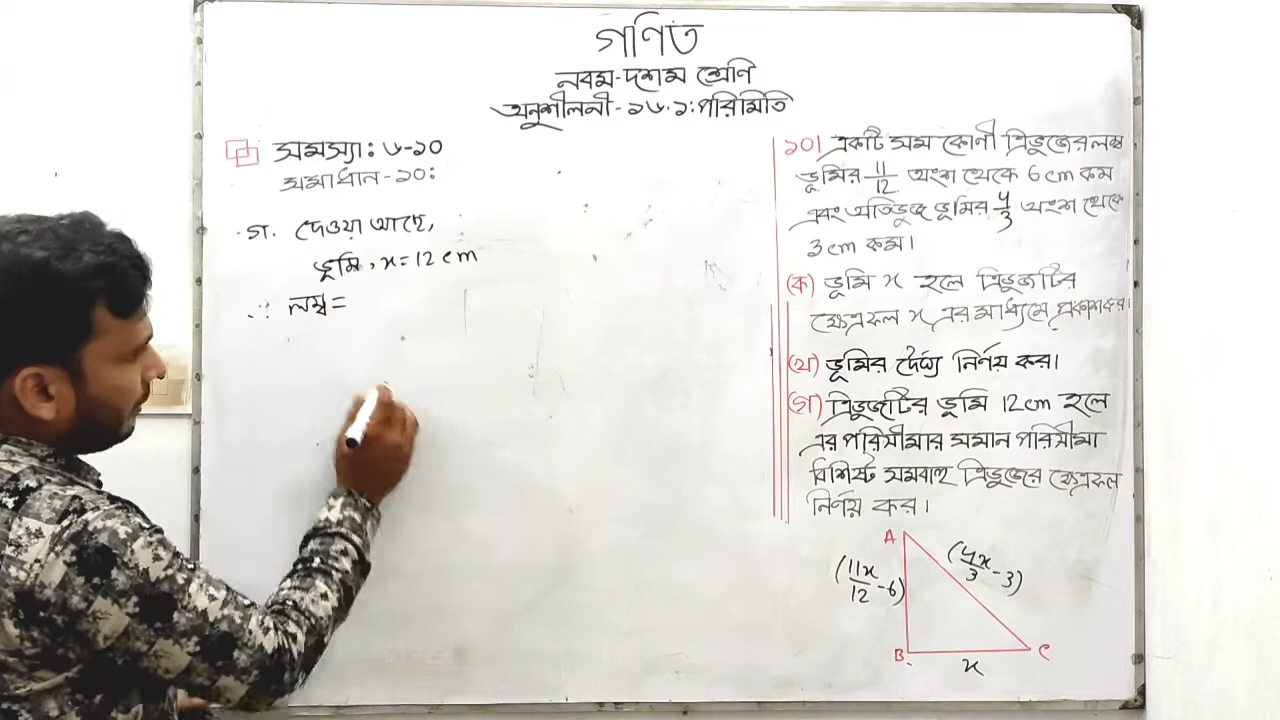 গণিত
নবম-দশম শ্রেণি
অনুশীলনী-১৬.১:পরিমিতি
সমস্যা: ৬-১০
সমাধান-১০:
গ. দেওয়া আছে,
ভূমি, x = 12 cm
∴ লম্ব =
১০। একটি সম কোণী ত্রিভুজের লম্ব
ভূমির 11/12 অংশ থেকে 6 cm কম
এবং অতিভুজ ভূমির 4/3 অংশ থেকে
3 cm কম।
(ক) ভূমি x হলে ত্রিভুজটির
ক্ষেত্রফল x এর মাধ্যমে প্রকাশ কর।
(খ) ভূমির দৈর্ঘ্য নির্ণয় কর।
(গ) ত্রিভুজটির ভূমি 12cm হলে
এর পরিসীমার সমান পরিসীমা
বিশিষ্ট সমবাহু ত্রিভুজের ক্ষেত্রফল
নির্ণয় কর।
A
(4x/3 - 3)
(11x/12 - 6)
B
C
x